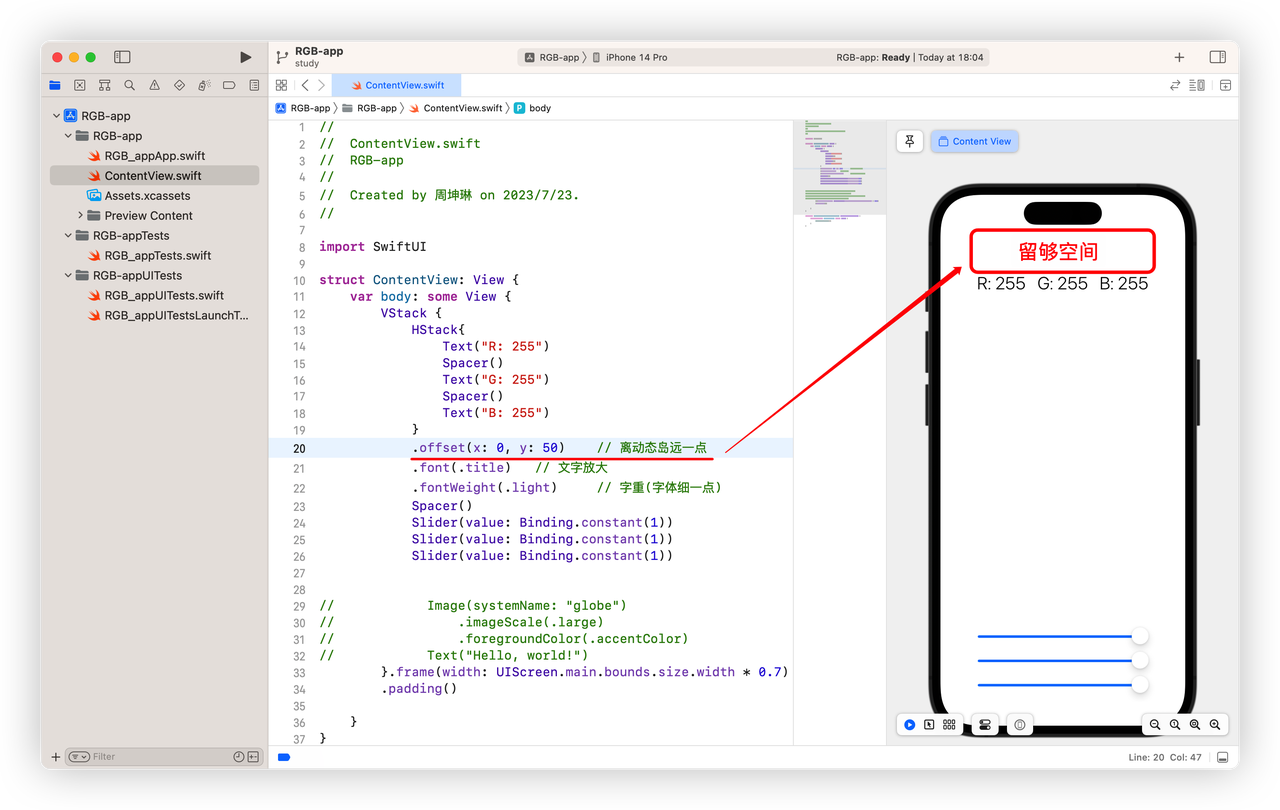 RGB-app
study
RGB-app
iPhone 14 Pro
RGB-app: Ready | Today at 18:04
ContentView.swift
RGB-app
RGB-app
ContentView.swift
body
RGB-app
RGB-app
RGB_appApp.swift
ContentView.swift
Assets.xcassets
Preview Content
RGB-appTests
RGB_appTests.swift
RGB-appUITests
RGB_appUITests.swift
RGB_appUITestsLaunchT...
Filter
1 //
2 //  ContentView.swift
3 //  RGB-app
4 //
5 //  Created by 周坤琳 on 2023/7/23.
6 //
7
8 import SwiftUI
9
10 struct ContentView: View {
11     var body: some View {
12         VStack {
13             HStack{
14                 Text("R: 255")
15                 Spacer()
16                 Text("G: 255")
17                 Spacer()
18                 Text("B: 255")
19             }
20             .offset(x: 0, y: 50)    // 离动态岛远一点
21             .font(.title)   // 文字放大
22             .fontWeight(.light)     // 字重(字体细一点)
23             Spacer()
24             Slider(value: Binding.constant(1))
25             Slider(value: Binding.constant(1))
26             Slider(value: Binding.constant(1))
27
28
29 //            Image(systemName: "globe")
30 //                .imageScale(.large)
31 //                .foregroundColor(.accentColor)
32 //            Text("Hello, world!")
33         }.frame(width: UIScreen.main.bounds.size.width * 0.7)
34         .padding()
35
36     }
37 }
Content View
留够空间
R: 255 G: 255 B: 255
Line: 20 Col: 47